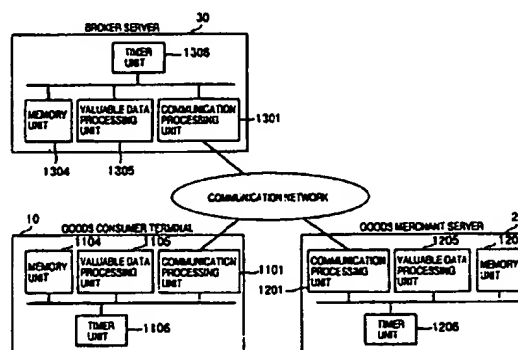 BROKER SERVER
30
TIMER
UNIT
1306
MEMORY
UNIT
VALUABLE DATA
PROCESSING
UNIT
COMMUNICATION
PROCESSING
UNIT
1301
1304
1305
COMMUNICATION NETWORK
10
GOODS CONSUMER TERMINAL
1104
1105
MEMORY
UNIT
VALUABLE DATA
PROCESSING
UNIT
COMMUNICATION
PROCESSING
UNIT
1101
TIMER
UNIT
1106
GOODS MERCHANT SERVER
2
1205
120
COMMUNICATION
PROCESSING
UNIT
VALUABLE DATA
PROCESSING
UNIT
MEMORY
UNIT
1201
TIMER
UNIT
1206